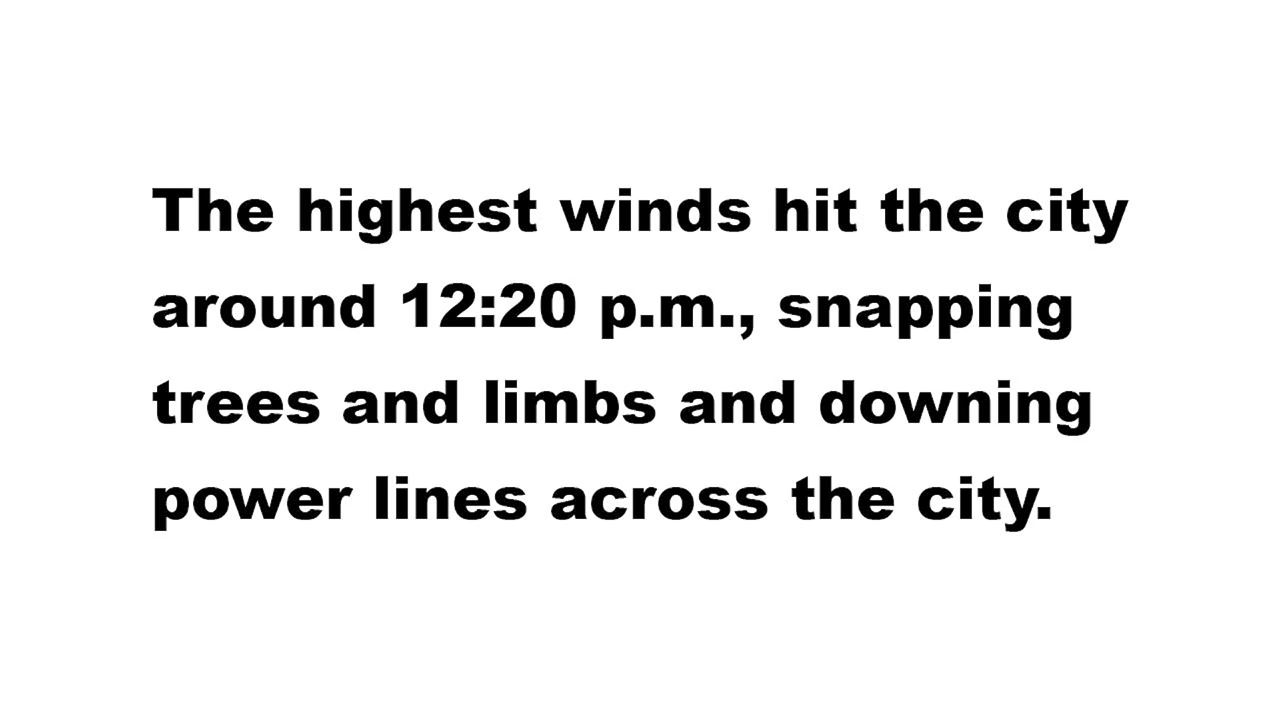 The highest winds hit the city
around 12:20 p.m., snapping
trees and limbs and downing
power lines across the city.